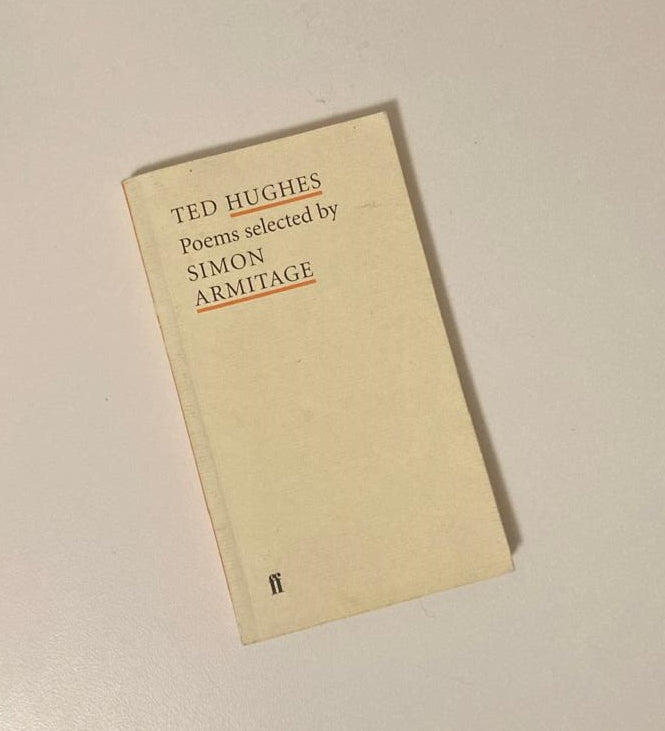 TED HUGHES
Poems selected by
SIMON
ARMITAGE
ff